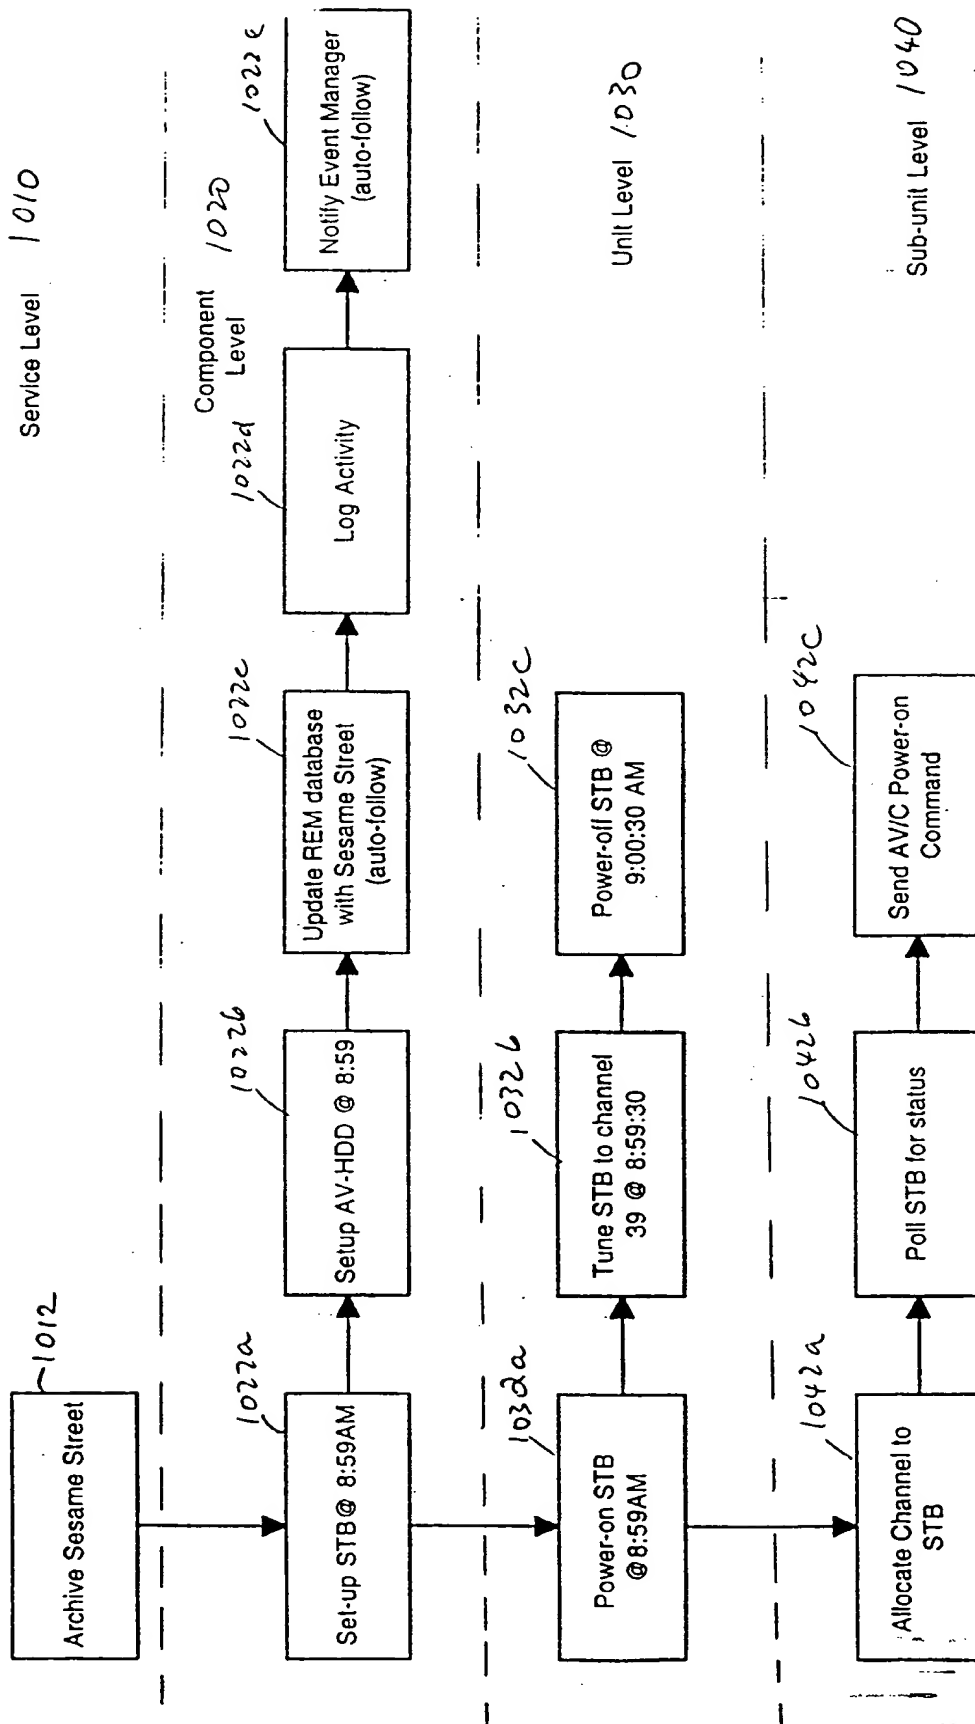 Service Level 1010
1012
Archive Sesame Street
Component
Level
1020
1022a
Set-up STB@ 8:59AM
1022b
Setup AV-HDD @ 8:59
1022c
Update REM database
with Sesame Street
(auto-follow)
1022d
Log Activity
1022e
Notify Event Manager
(auto-follow)
Unit Level 1030
1032a
Power-on STB
@8:59AM
1032b
Tune STB to channel
39 @ 8:59:30
1032c
Power-off STB @
9:00:30 AM
Sub-unit Level 1040
1042a
Allocate Channel to
STB
1042b
Poll STB for status
1042c
Send AV/C Power-on
Command